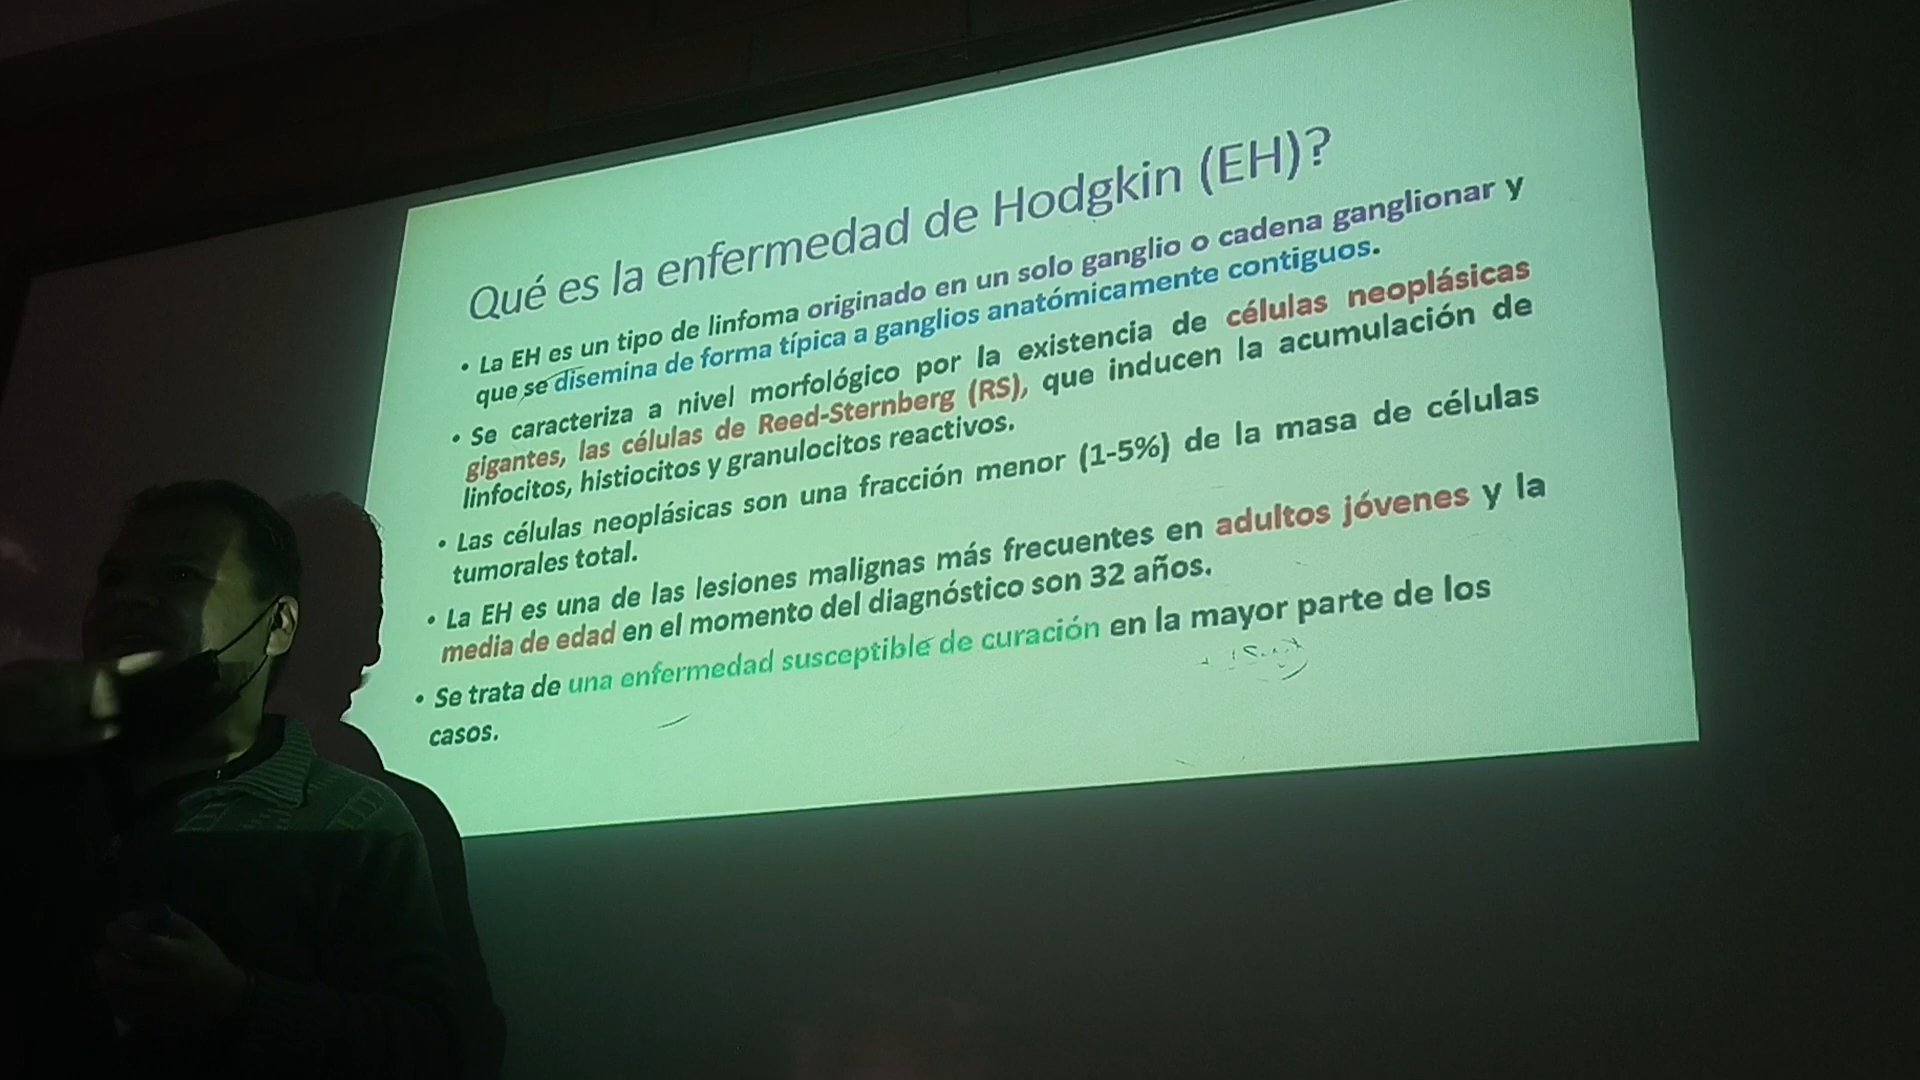 Qué es la enfermedad de Hodgkin (EH)?
• La EH es un tipo de linfoma originado en un solo ganglio o cadena ganglionar y
que se disemina de forma típica a ganglios anatómicamente contiguos.
• Se caracteriza a nivel morfológico por la existencia de células neoplásicas
gigantes, las células de Reed-Sternberg (RS), que inducen la acumulación de
linfocitos, histiocitos y granulocitos reactivos.
• Las células neoplásicas son una fracción menor (1-5%) de la masa de células
tumorales total.
• La EH es una de las lesiones malignas más frecuentes en adultos jóvenes y la
media de edad en el momento del diagnóstico son 32 años.
• Se trata de una enfermedad susceptible de curación en la mayor parte de los
casos.